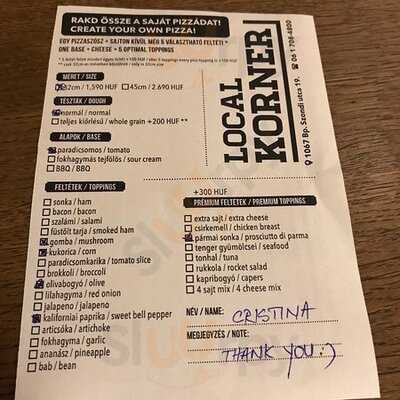 RAKD ÖSSZE A SAJÁT PIZZÁDAT!
CREATE YOUR OWN PIZZA!
EGY PIZZASZÓSZ + SAJTON KÍVÜL MÉG 5 VÁLASZTHATÓ FELTÉT! *
ONE BASE + CHEESE + 5 OPTIMAL TOPPINGS
MÉRET / SIZE
32cm / 1,590 HUF 45cm / 2.690 HUF
TÉSZTÁK / DOUGH
normál / normal
teljes kiőrlésű / whole grain +200 HUF **
ALAPOK / BASE
paradicsomos / tomato
fokhagymás tejfölös / sour cream
BBQ / BBQ
LOCAL
KORNER
1067 Bp. Szondi utca 19.
06 1 708-4800
FELTÉTEK / TOPPINGS
sonka / ham
bacon / bacon
szalámi / salami
füstölt tarja / smoked ham
gomba / mushroom
kukorica / corn
paradicsomkarika / tomato slice
brokkoli / broccoli
olivabogyó / olive
lilahagyma / red onion
jalapeno / jalapeno
kaliforniai paprika / sweet bell pepper
articsóka / artichoke
fokhagyma / garlic
ananász / pineapple
bab / bean
+300 HUF
PRÉMIUM FELTÉTEK / PREMIUM TOPPINGS
extra sajt / extra cheese
csirkemell / chicken breast
pármai sonka / prosciutto di parma
tenger gyümölcsei / seafood
tonhal / tuna
rukkola / rocket salad
kapribogyó / capers
4 sajt mix / 4 cheese mix
NÉV / NAME: CRISTINA
MEGJEGYZÉS / NOTE:
THANK YOU :)